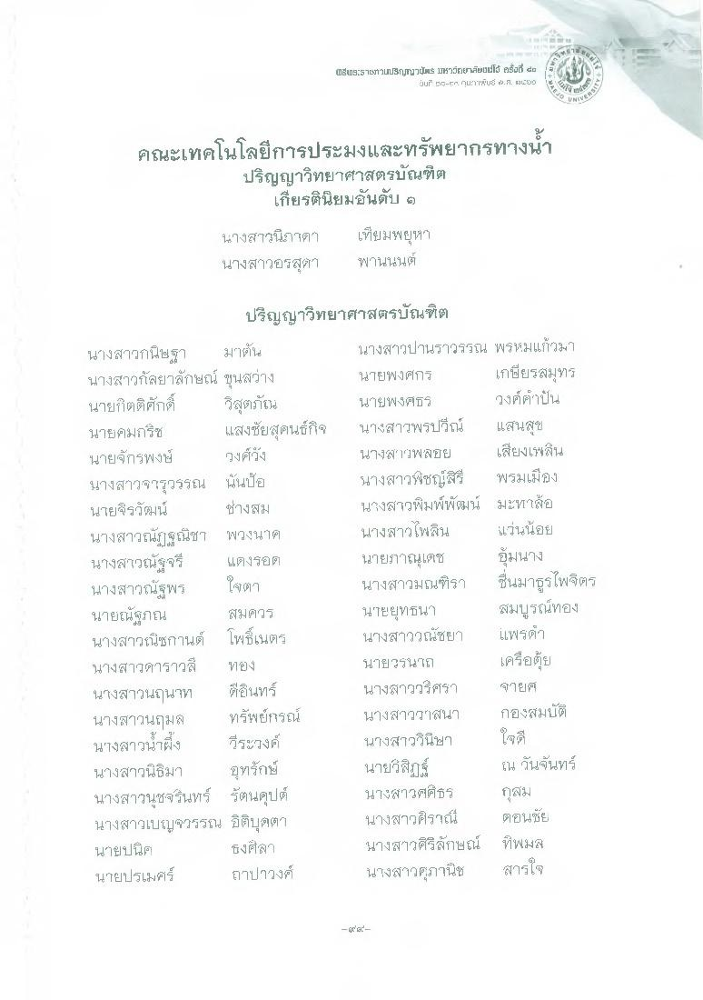 พิธีพระราชทานปริญญาบัตร มหาวิทยาลัยแม่โจ้ ครั้งที่ ๔๐
กุมภาพันธ์ พ.ศ. ๒๕๖๑
MAEJO UNIVERSITY
คณะเทคโนโลยีการประมงและทรัพยากรทางน้ำ
ปริญญาวิทยาศาสตรบัณฑิต
เกียรตินิยมอันดับ ๑
นางสาวนิภาดา เทียมพยุหา
นางสาวอรสุดา พานนนต์
ปริญญาวิทยาศาสตรบัณฑิต
นางสาวกนิษฐา มาตัน
นางสาวกัลยาลักษณ์ ขุนสว่าง
นายกิตติศักดิ์ วิสุตภัณ
นายคมกริช แสงชัยสุคนธ์กิจ
นายจักรพงษ์ วงศ์วัง
นางสาวจารุวรรณ นันป้อ
นายจิรวัฒน์ ช่างสม
นางสาวณัฏฐณิชา พวงนาค
นางสาวณัฐจรี แดงรอด
นางสาวณัฐพร ใจตา
นายณัฐภณ สมควร
นางสาวณิชกานต์ โพธิ์เนตร
นางสาวดาราวลี ทอง
นางสาวนฤนาท ดีอินทร์
นางสาวนฤมล ทรัพย์กรณ์
นางสาวน้ำผึ้ง วีระวงค์
นางสาวนิธิมา อุทรักษ์
นางสาวนุชจรินทร์ รัตนคุปต์
นางสาวเบญจวรรณ อิติบุตตา
นายปนิค ธงศิลา
นายปรเมศร์ ถาปาวงศ์
นางสาวปานราวรรณ พรหมแก้วมา
นายพงศกร เกษียรสมุทร
นายพงศธร วงค์คำปัน
นางสาวพรปวีณ์ แสนสุข
นางสาวพลอย เสียงเพลิน
นางสาวพิชญ์สิรี พรมเมือง
นางสาวพิมพ์พัฒน์ มะทาล้อ
นางสาวไพลิน แว่นน้อย
นายภาณุเดช อุ้มนาง
นางสาวมณฑิรา ชื่นมาธูรไพจิตร
นายยุทธนา สมบูรณ์ทอง
นางสาววณัชยา แพรดำ
นายวรนาถ เครือตุ้ย
นางสาววริศรา จายศ
นางสาววาสนา กองสมบัติ
นางสาววินิษา ใจดี
นายวิสิฏฐ์ ณ วันจันทร์
นางสาวศศิธร กุสม
นางสาวศิราณี ดอนชัย
นางสาวศิริลักษณ์ ทิพมล
นางสาวศุภานิช สารใจ
-๙๙-